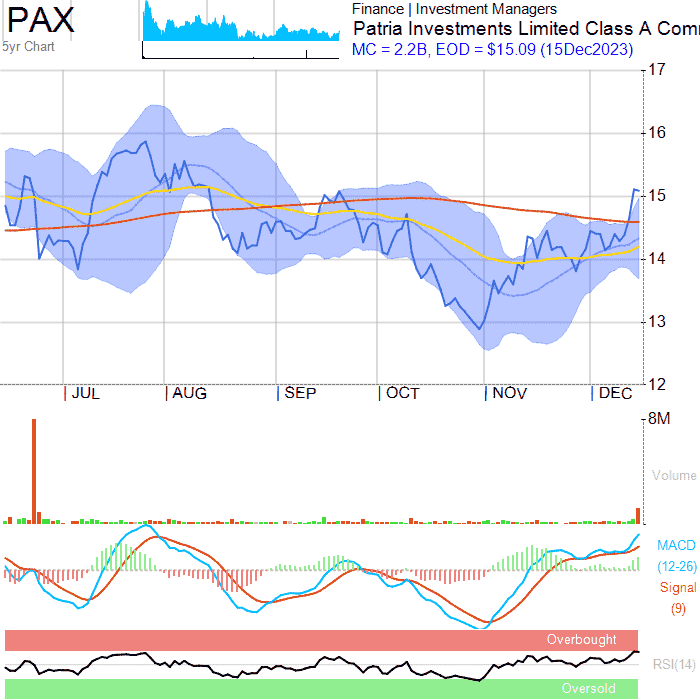 PAX
5yr Chart
Finance | Investment Managers
Patria Investments Limited Class A Com
MC = 2.2B, EOD = $15.09 (15Dec2023)
17
16
15
14
13
12
JUL
AUG
SEP
OCT
NOV
DEC
8M
Volume
MACD
(12-26)
Signal
(9)
Overbought
RSI(14)
Oversold